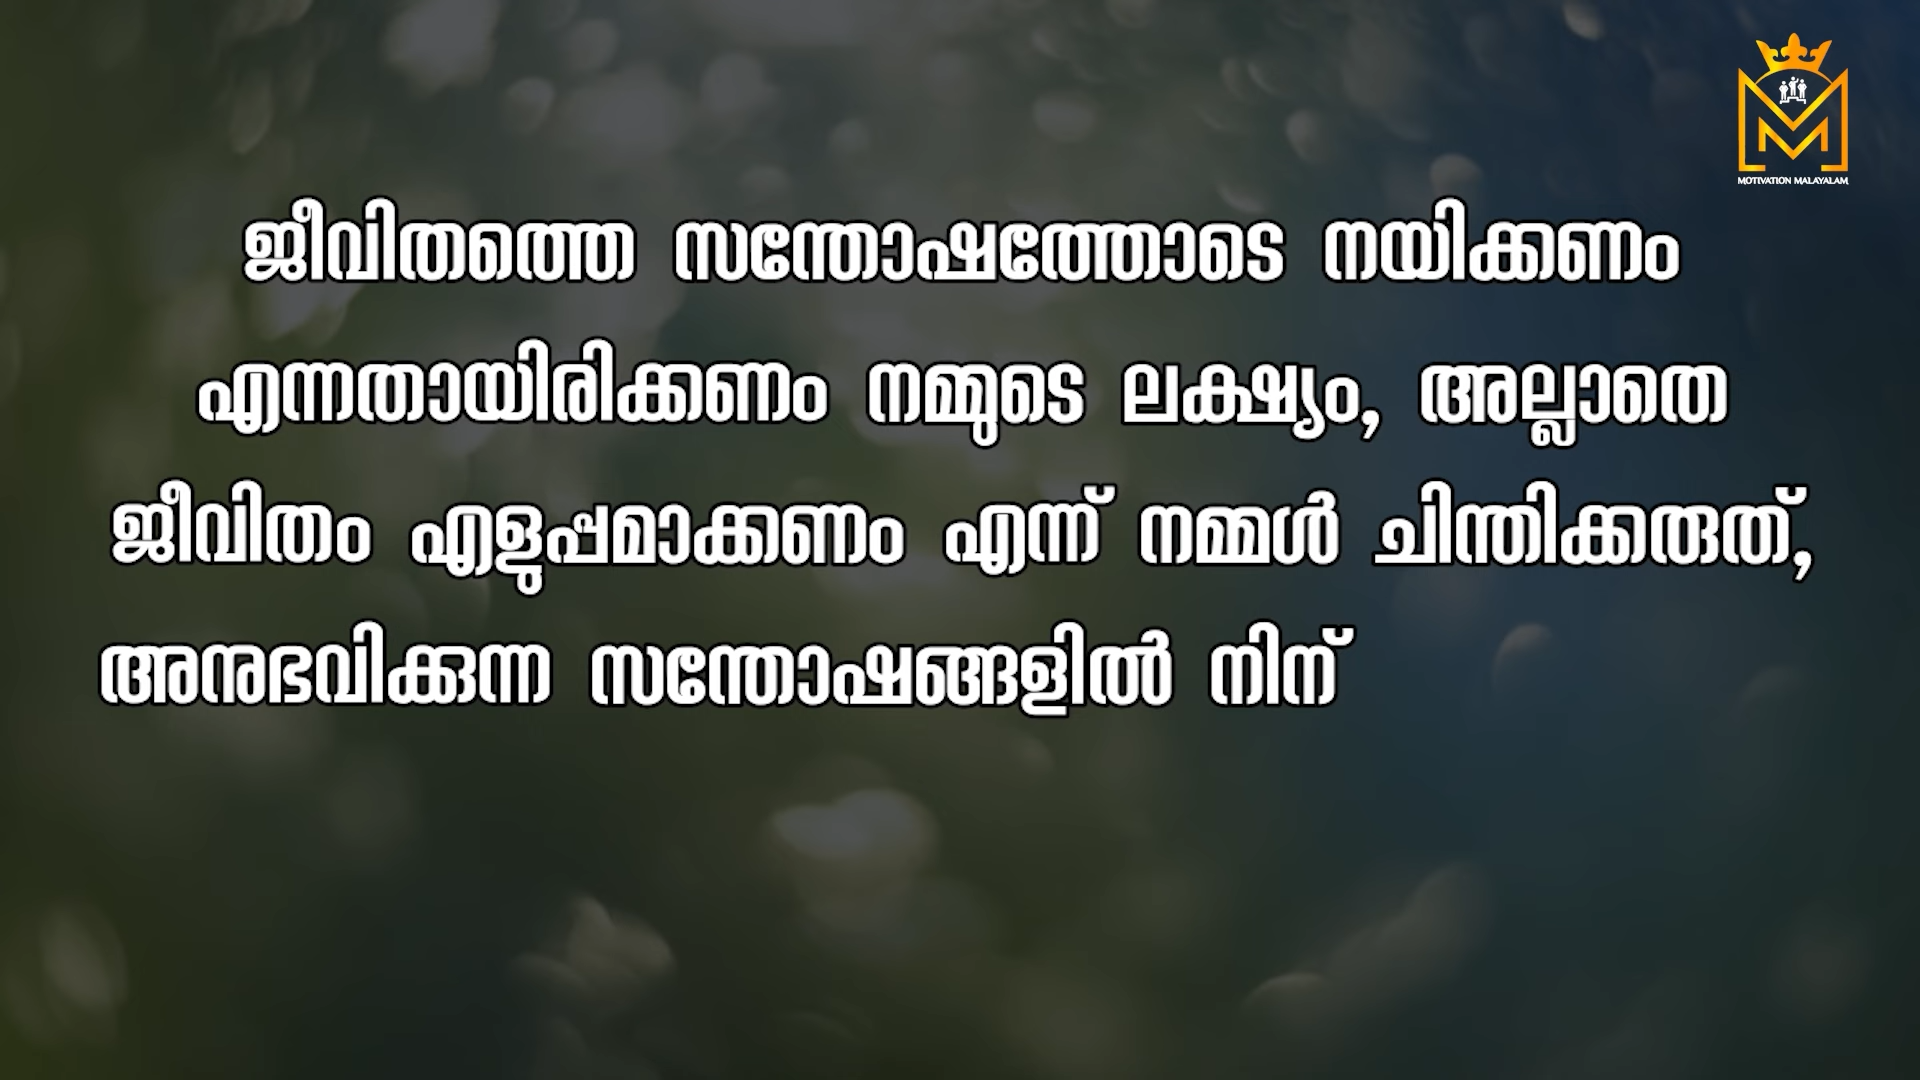 MOTIVATION MALAYALAM
ജീവിതത്തെ സന്തോഷത്തോടെ നയിക്കണം
എന്നതായിരിക്കണം നമ്മുടെ ലക്ഷ്യം, അല്ലാതെ
ജീവിതം എളുപ്പമാക്കണം എന്ന് നമ്മൾ ചിന്തിക്കരുത്,
അനുഭവിക്കുന്ന സന്തോഷങ്ങളിൽ നിന്